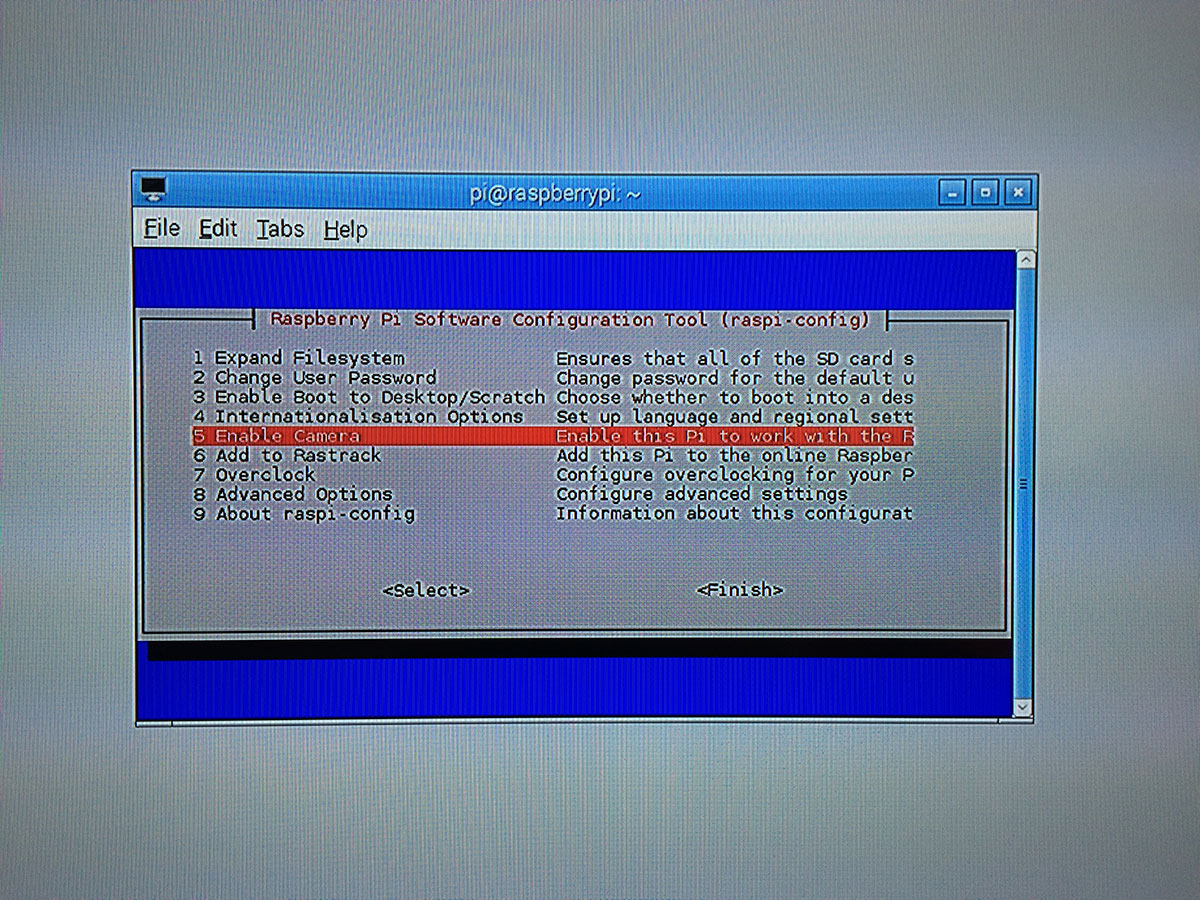 pi@raspberrypi: ~
File Edit Tabs Help
Raspberry Pi Software Configuration Tool (raspi-config)
1 Expand Filesystem Ensures that all of the SD card s
2 Change User Password Change password for the default u
3 Enable Boot to Desktop/Scratch Choose whether to boot into a des
4 Internationalisation Options Set up language and regional sett
5 Enable Camera Enable this Pi to work with the R
6 Add to Rastrack Add this Pi to the online Raspber
7 Overclock Configure overclocking for your P
8 Advanced Options Configure advanced settings
9 About raspi-config Information about this configurat
<Select> <Finish>